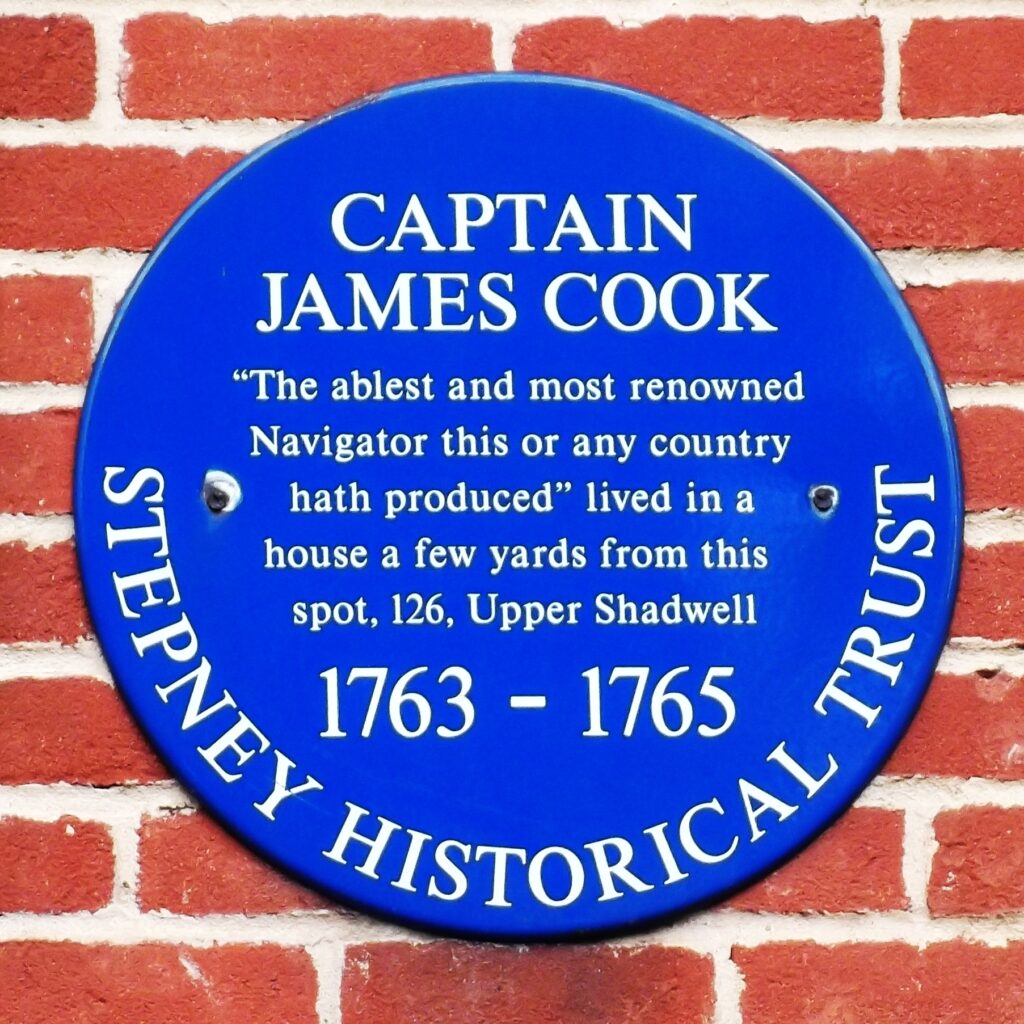 CAPTAIN
JAMES COOK
“The ablest and most renowned
Navigator this or any country
hath produced” lived in a
house a few yards from this
spot, 126, Upper Shadwell
1763 - 1765
STEPNEY HISTORICAL TRUST